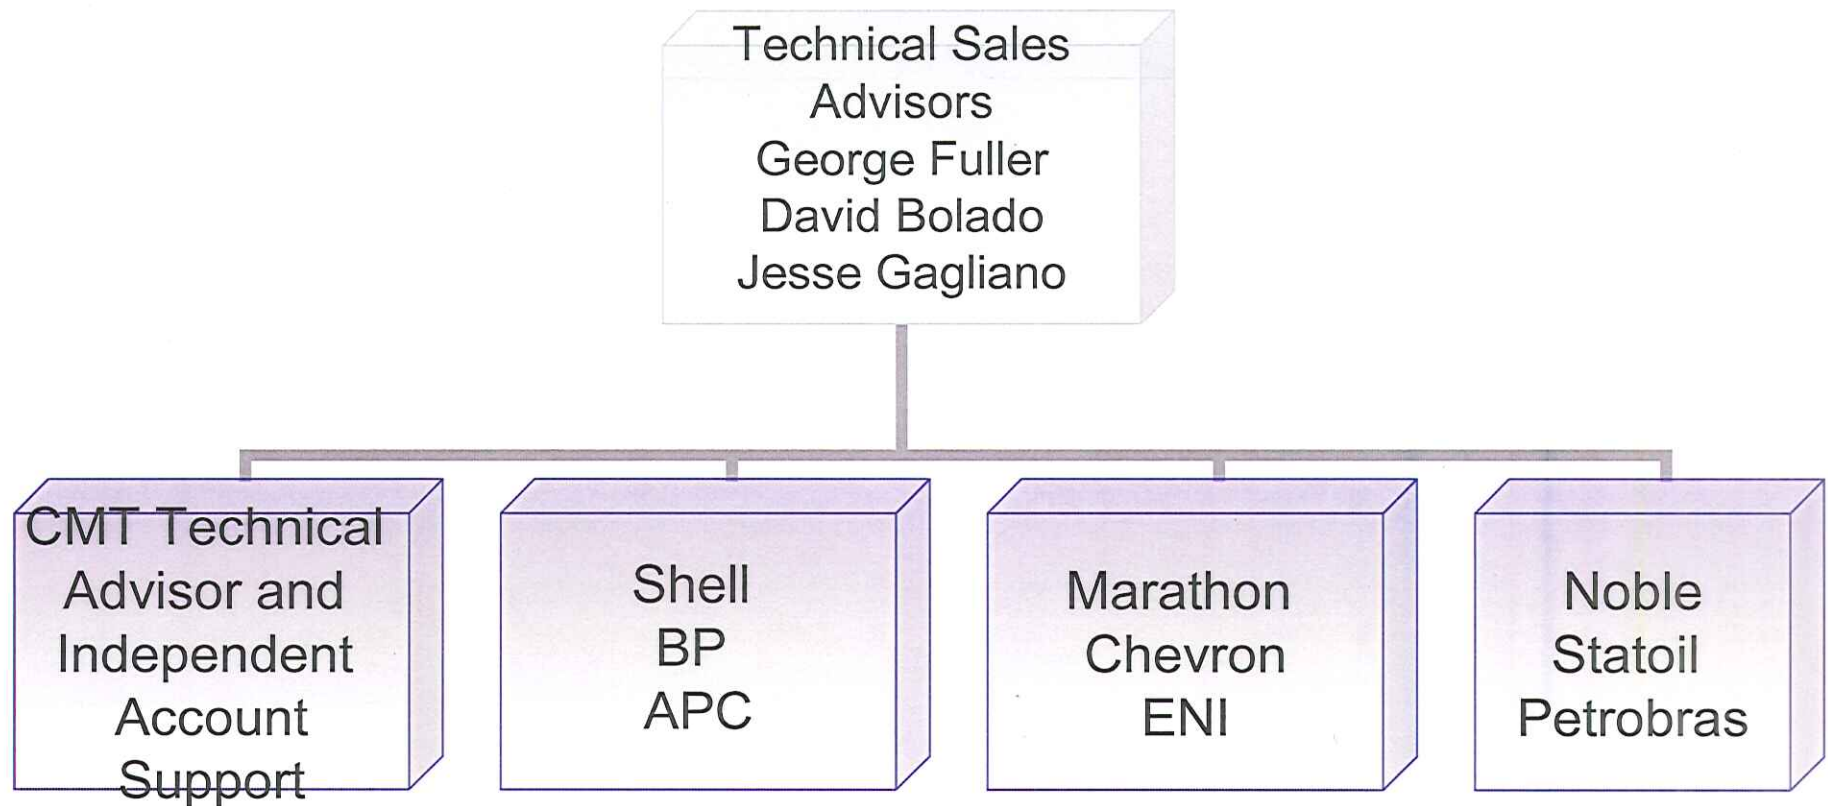 Technical Sales
Advisors
George Fuller
David Bolado
Jesse Gagliano
CMT Technical
Advisor and
Independent
Account
Support
Shell
BP
APC
Marathon
Chevron
ENI
Noble
Statoil
Petrobras